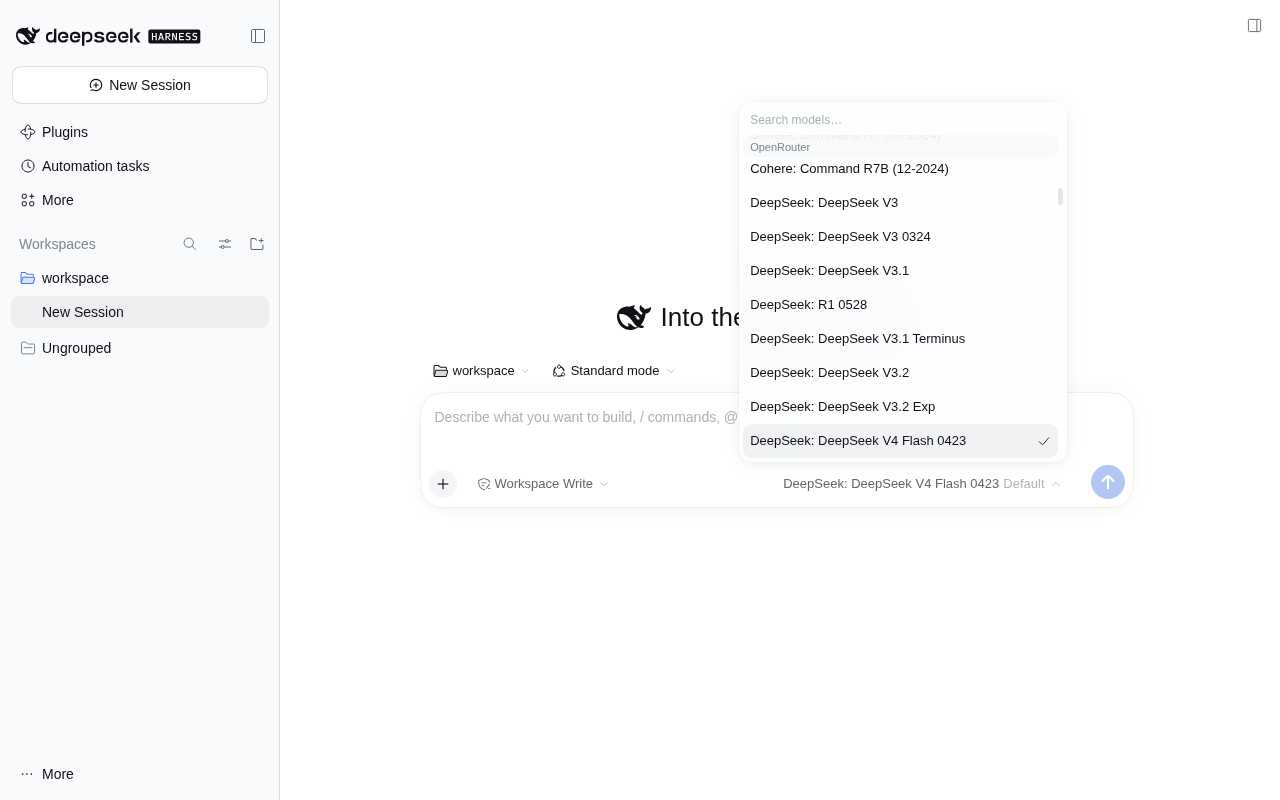 deepseek HARNESS
New Session
Plugins
Automation tasks
More
Workspaces
workspace
New Session
Ungrouped
More
Search models…
OpenRouter
Cohere: Command R7B (12-2024)
DeepSeek: DeepSeek V3
DeepSeek: DeepSeek V3 0324
DeepSeek: DeepSeek V3.1
DeepSeek: R1 0528
DeepSeek: DeepSeek V3.1 Terminus
DeepSeek: DeepSeek V3.2
DeepSeek: DeepSeek V3.2 Exp
DeepSeek: DeepSeek V4 Flash 0423
Into the
workspace Standard mode
Describe what you want to build, / commands, @
Workspace Write DeepSeek: DeepSeek V4 Flash 0423 Default